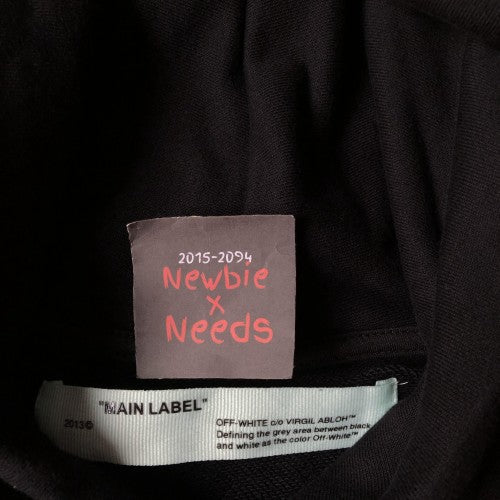 2015-2094
Newbie
x
Needs
"MAIN LABEL"
2013©
OFF-WHITE c/o VIRGIL ABLOH™
Defining the grey area between black
and white as the color Off-White™